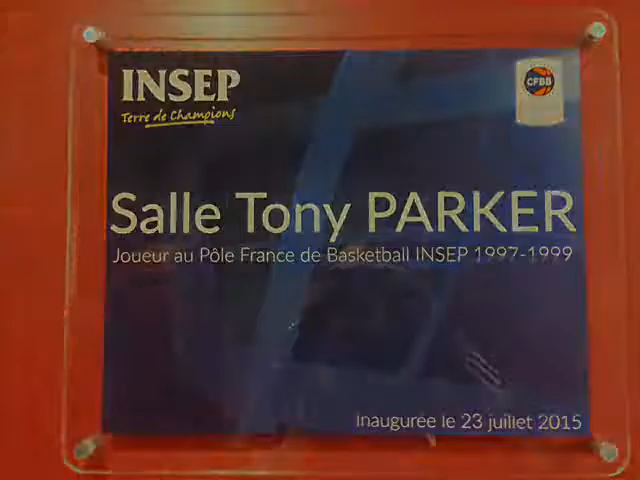 INSEP
Terre de Champions
CFBB
Salle Tony PARKER
Joueur au Pôle France de Basketball INSEP 1997-1999
Inaugurée le 23 juillet 2015